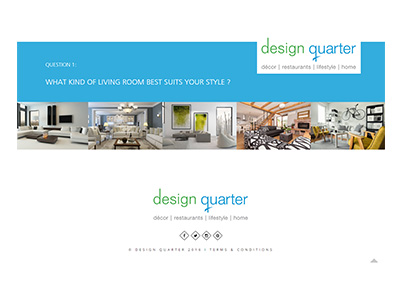 design quarter
décor | restaurants | lifestyle | home
QUESTION 1:
WHAT KIND OF LIVING ROOM BEST SUITS YOUR STYLE ?
design quarter
décor | restaurants | lifestyle | home
© DESIGN QUARTER 2016 | TERMS & CONDITIONS